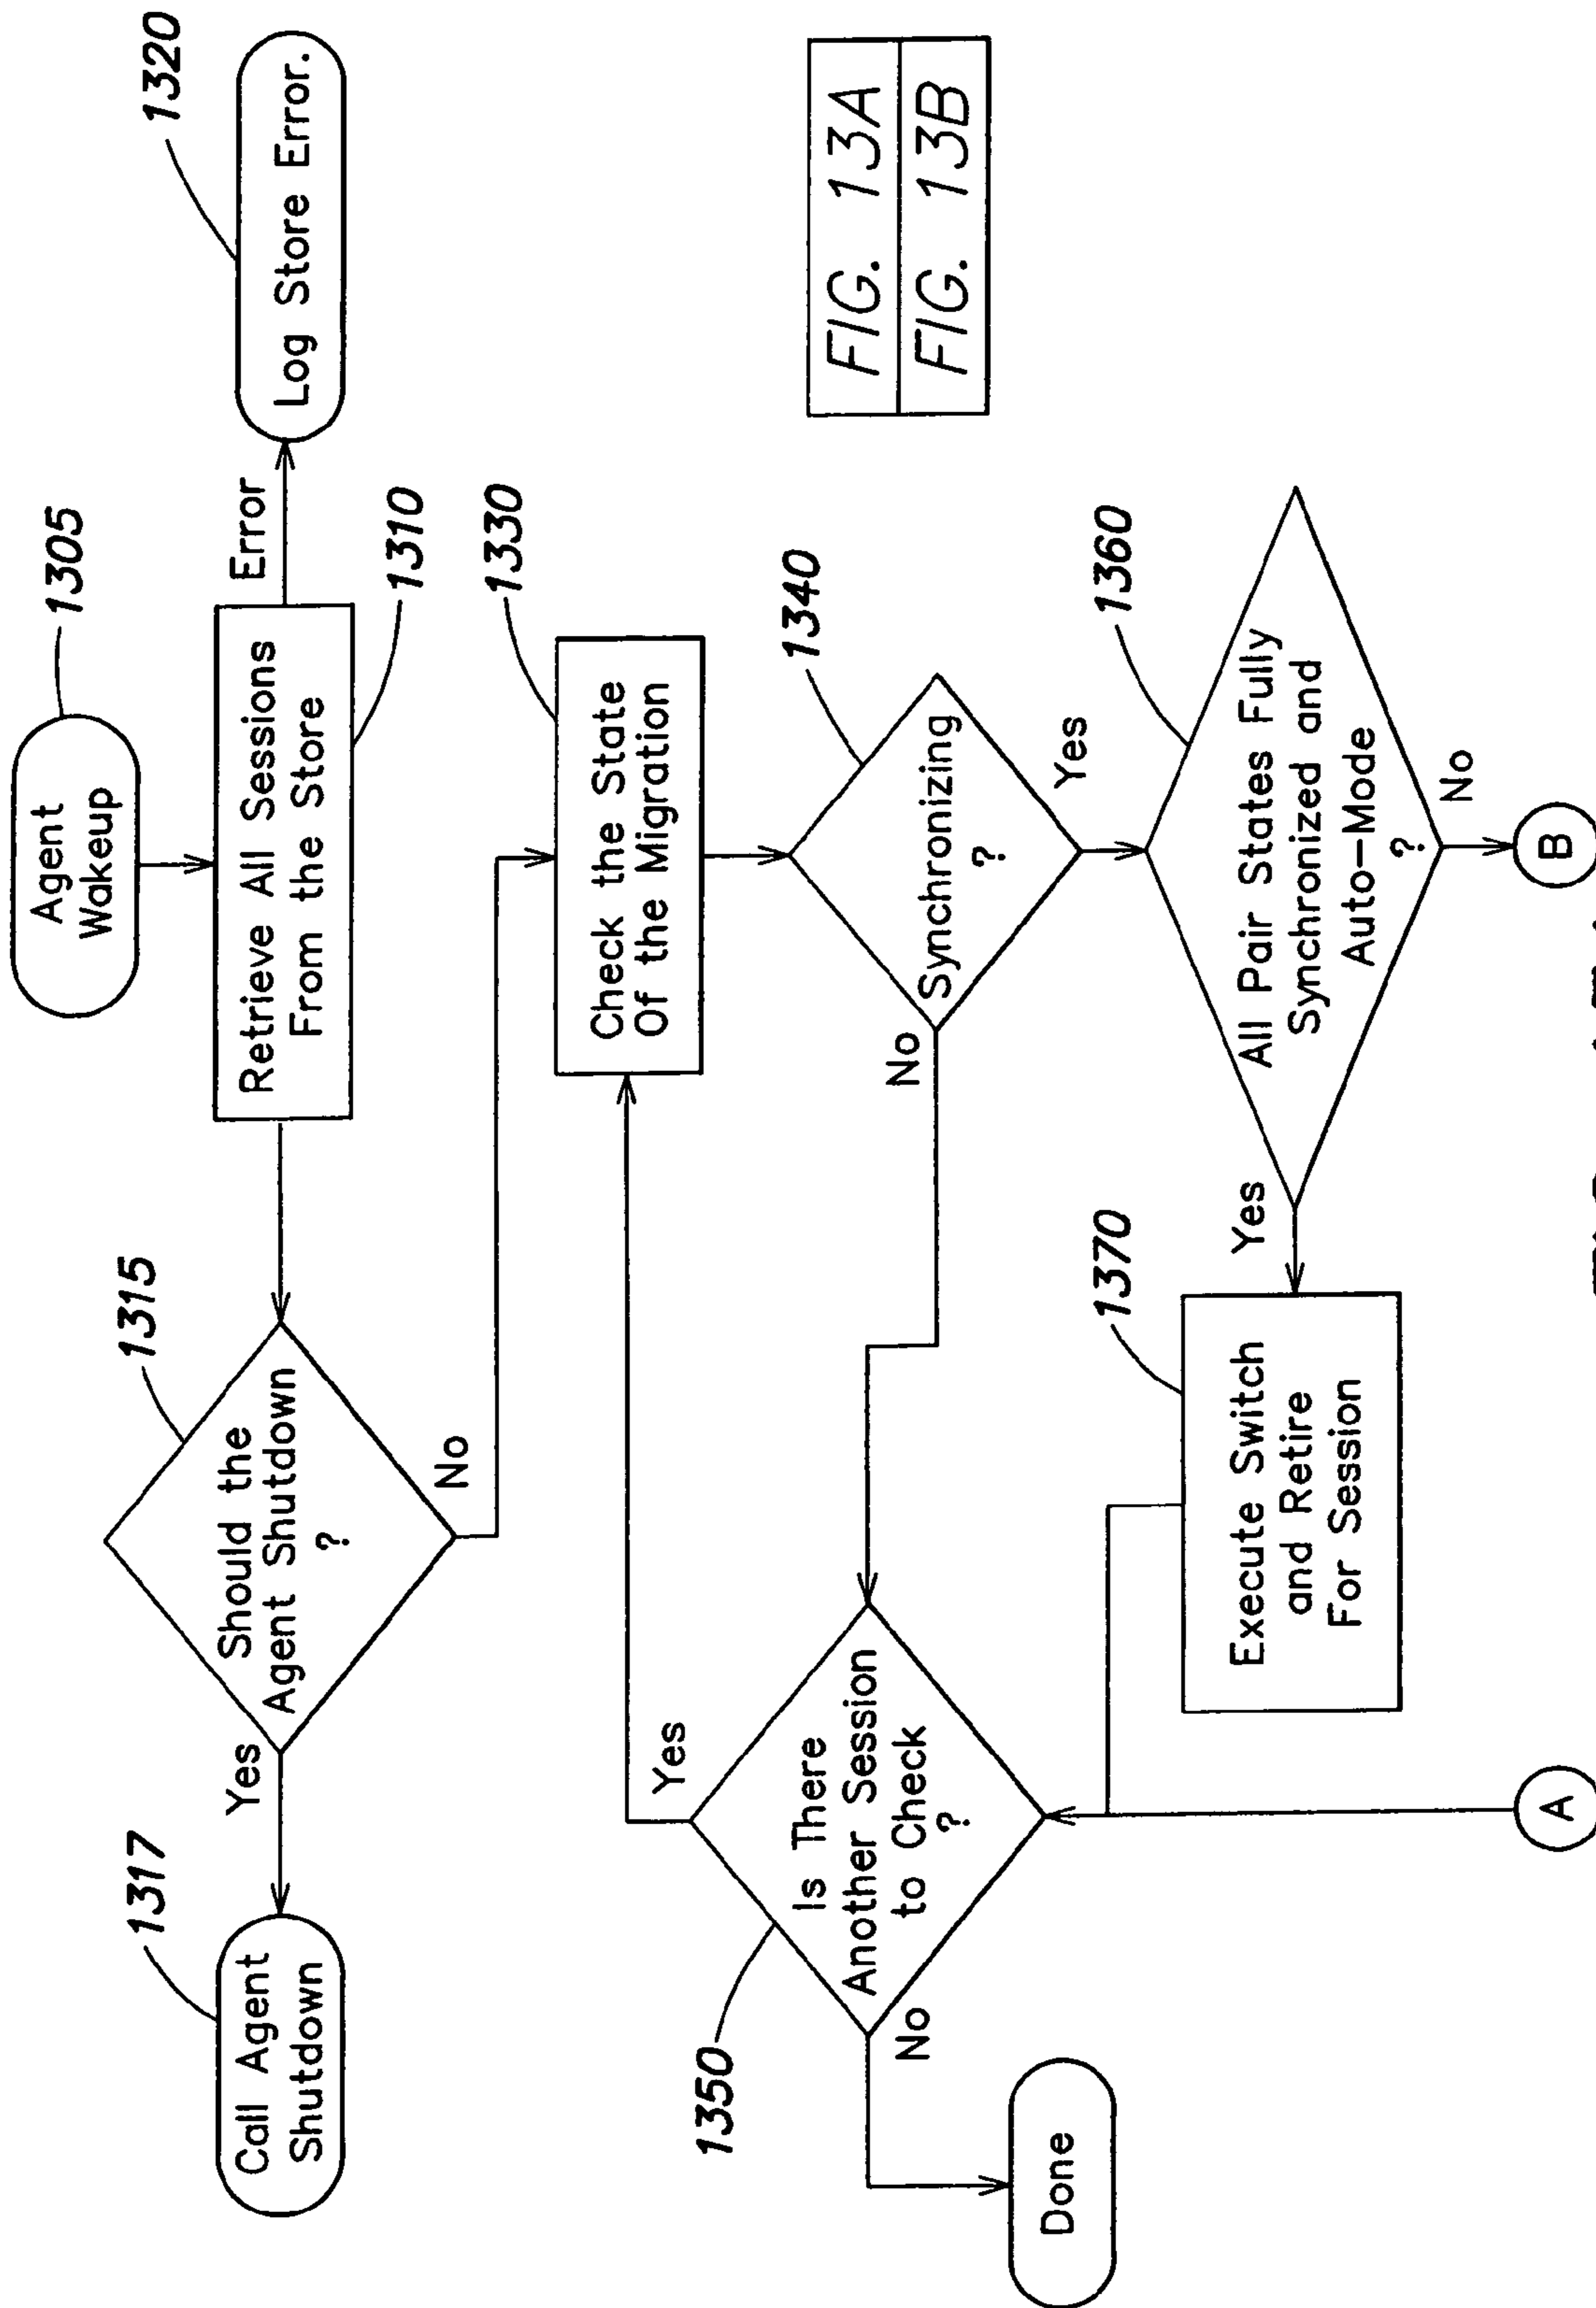 1305
Agent
Wakeup
1317
Call Agent
Shutdown
Yes
1315
Should the
Agent Shutdown
?
No
Retrieve All Sessions
From the Store
1310
Error
1320
Log Store Error.
1330
Check the State
Of the Migration
1350
Is There
Another Session
to Check
?
Yes
No
Done
No
1340
Synchronizing
?
Yes
1360
All Pair States Fully
Synchronized and
Auto-Mode
?
No
Yes
1370
Execute Switch
and Retire
For Session
FIG. 13A
FIG. 13B
A
B